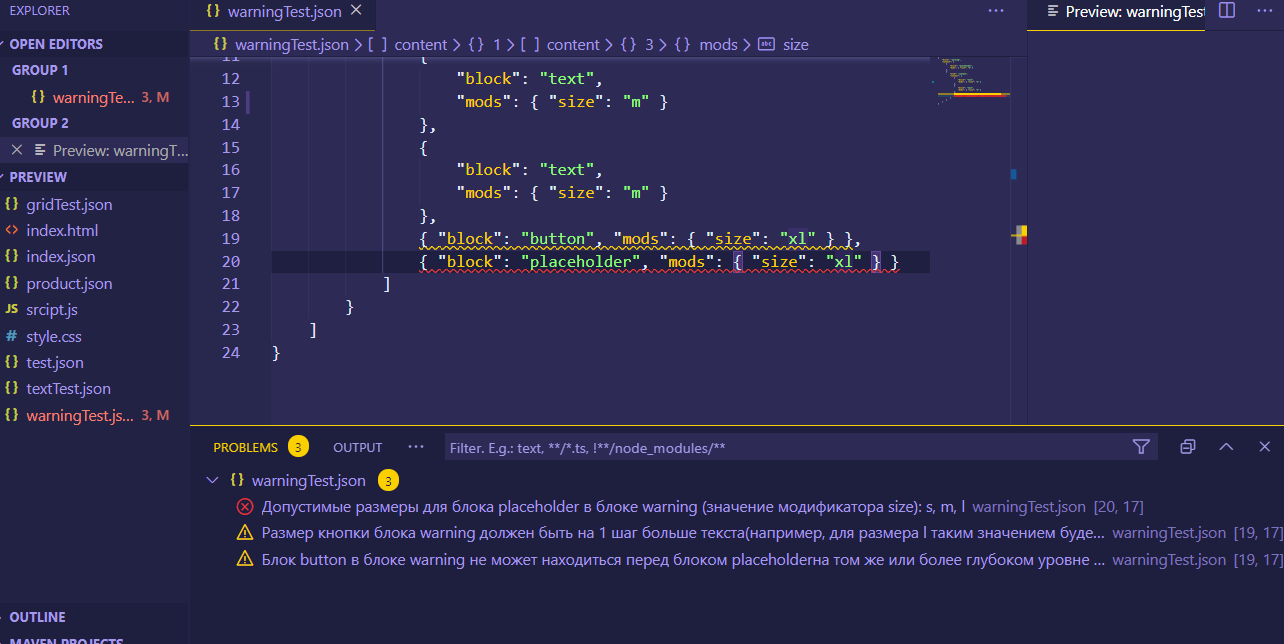 EXPLORER
OPEN EDITORS
GROUP 1
{} warningTe... 3, M
GROUP 2
Preview: warningT...
PREVIEW
{} gridTest.json
<> index.html
{} index.json
{} product.json
JS srcipt.js
# style.css
{} test.json
{} textTest.json
{} warningTest.js... 3, M
OUTLINE
MAVEN PROJECTS
{} warningTest.json
Preview: warningTest
{} warningTest.json > [ ] content > {} 1 > [ ] content > {} 3 > {} mods > abc size
11 {
12 "block": "text",
13 "mods": { "size": "m" }
14 },
15 {
16 "block": "text",
17 "mods": { "size": "m" }
18 },
19 { "block": "button", "mods": { "size": "xl" } },
20 { "block": "placeholder", "mods": { "size": "xl" } }
21 ]
22 }
23 ]
24 }
PROBLEMS 3 OUTPUT ... Filter. E.g.: text, **/*.ts, !**/node_modules/**
{} warningTest.json 3
Допустимые размеры для блока placeholder в блоке warning (значение модификатора size): s, m, l warningTest.json [20, 17]
Размер кнопки блока warning должен быть на 1 шаг больше текста(например, для размера l таким значением буде... warningTest.json [19, 17]
Блок button в блоке warning не может находиться перед блоком placeholderна том же или более глубоком уровне ... warningTest.json [19, 17]